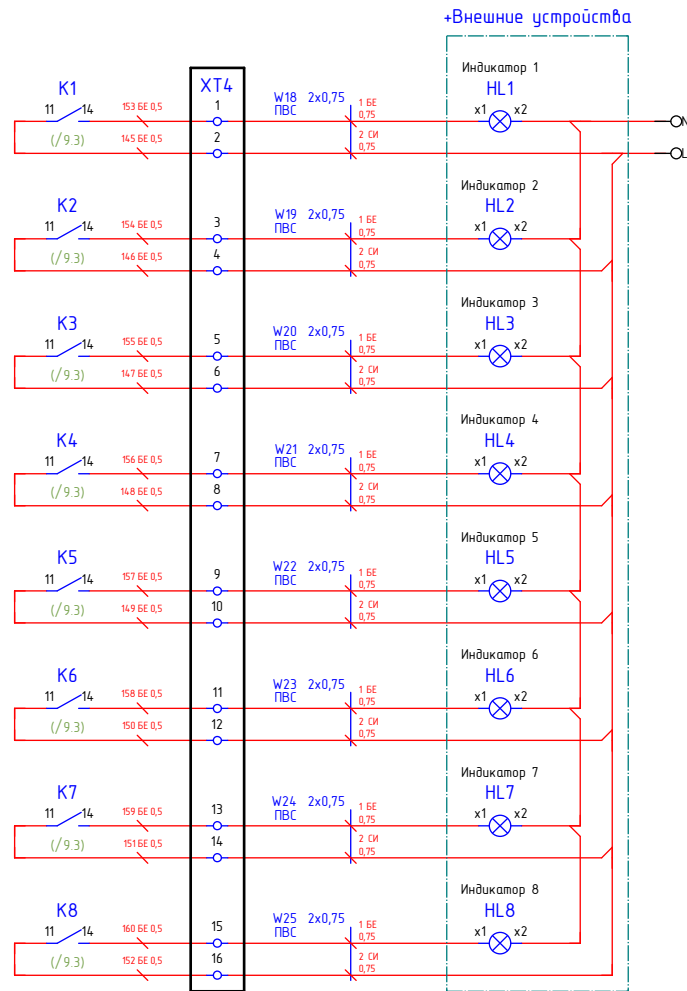 +Внешние устройства
Индикатор 1
K1 XT4 W18 2x0,75 HL1
ПВС
11 14 153 БЕ 0,5 1 1 БЕ x1 x2 N
0,75
(/9.3) 145 БЕ 0,5 2 2 СИ L
0,75
Индикатор 2
K2 W19 2x0,75 HL2
ПВС
11 14 154 БЕ 0,5 3 1 БЕ x1 x2
0,75
(/9.3) 146 БЕ 0,5 4 2 СИ
0,75
Индикатор 3
K3 W20 2x0,75 HL3
ПВС
11 14 155 БЕ 0,5 5 1 БЕ x1 x2
0,75
(/9.3) 147 БЕ 0,5 6 2 СИ
0,75
Индикатор 4
K4 W21 2x0,75 HL4
ПВС
11 14 156 БЕ 0,5 7 1 БЕ x1 x2
0,75
(/9.3) 148 БЕ 0,5 8 2 СИ
0,75
Индикатор 5
K5 W22 2x0,75 HL5
ПВС
11 14 157 БЕ 0,5 9 1 БЕ x1 x2
0,75
(/9.3) 149 БЕ 0,5 10 2 СИ
0,75
Индикатор 6
K6 W23 2x0,75 HL6
ПВС
11 14 158 БЕ 0,5 11 1 БЕ x1 x2
0,75
(/9.3) 150 БЕ 0,5 12 2 СИ
0,75
Индикатор 7
K7 W24 2x0,75 HL7
ПВС
11 14 159 БЕ 0,5 13 1 БЕ x1 x2
0,75
(/9.3) 151 БЕ 0,5 14 2 СИ
0,75
Индикатор 8
K8 W25 2x0,75 HL8
ПВС
11 14 160 БЕ 0,5 15 1 БЕ x1 x2
0,75
(/9.3) 152 БЕ 0,5 16 2 СИ
0,75